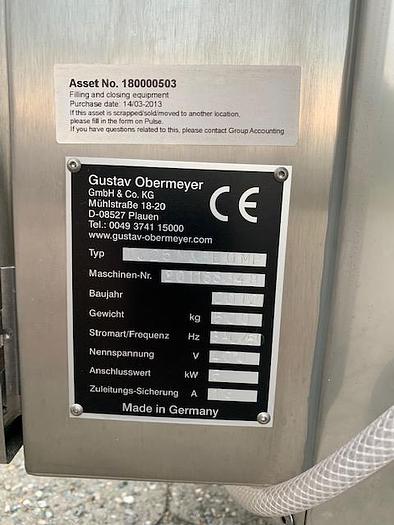 Asset No. 180000503
Filling and closing equipment
Purchase date: 14/03-2013
If this asset is scrapped/sold/moved to another location,
please fill in the form on Pulse.
If you have questions related to this, please contact Group Accounting
Gustav Obermeyer
GmbH & Co. KG
Mühlstraße 18-20
D-08527 Plauen
Tel.: 0049 3741 15000
www.gustav-obermeyer.com
CE
Typ
Maschinen-Nr.
Baujahr
Gewicht kg
Stromart/Frequenz Hz
Nennspannung V
Anschlusswert kW
Zuleitungs-Sicherung A
Made in Germany